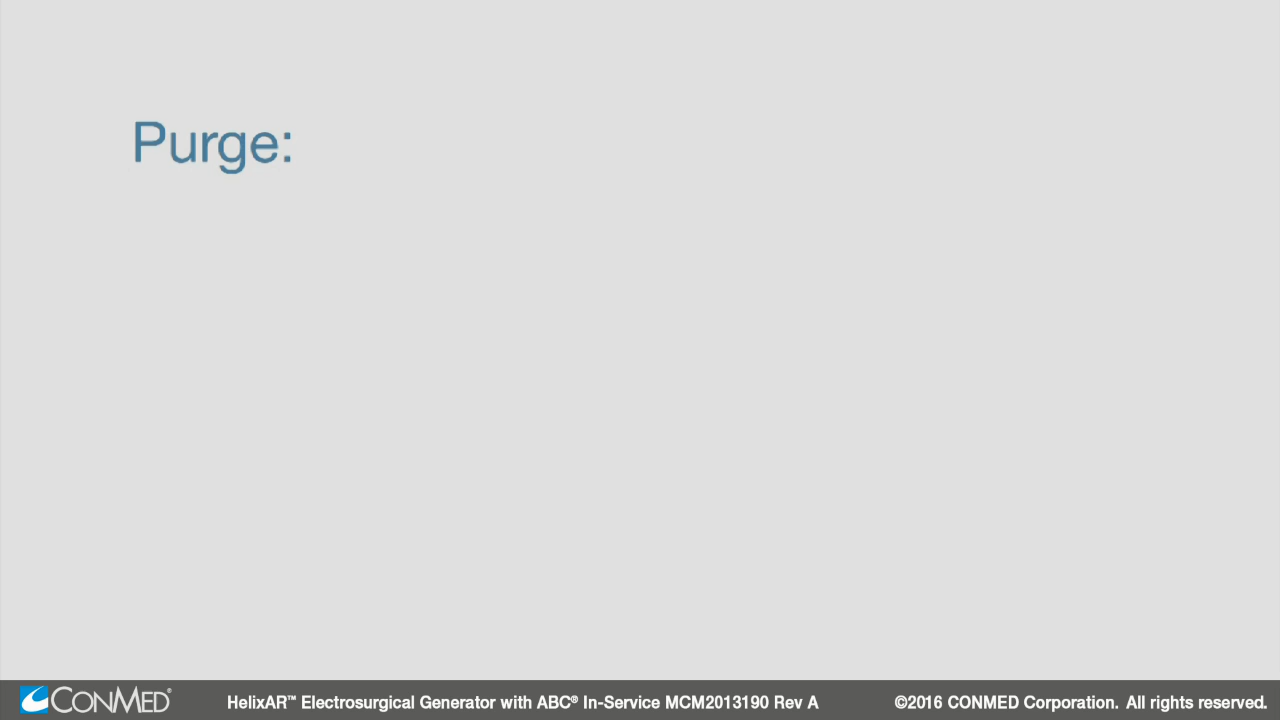 Purge:
CONMED® HelixAR™ Electrosurgical Generator with ABC® In-Service MCM2013190 Rev A ©2016 CONMED Corporation. All rights reserved.